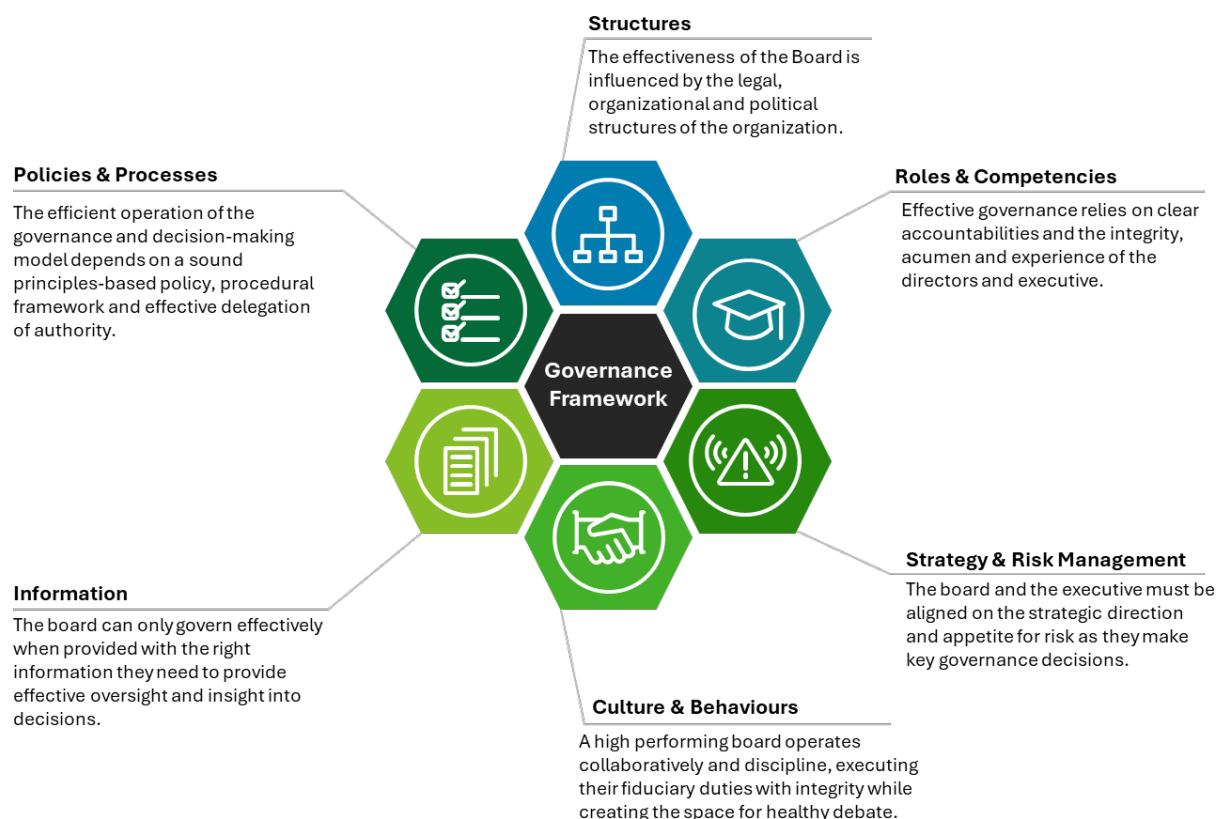 Structures
The effectiveness of the Board is
influenced by the legal,
organizational and political
structures of the organization.
Policies & Processes
The efficient operation of the
governance and decision-making
model depends on a sound
principles-based policy, procedural
framework and effective delegation
of authority.
Roles & Competencies
Effective governance relies on clear
accountabilities and the integrity,
acumen and experience of the
directors and executive.
Governance
Framework
Information
The board can only govern effectively
when provided with the right
information they need to provide
effective oversight and insight into
decisions.
Strategy & Risk Management
The board and the executive must be
aligned on the strategic direction
and appetite for risk as they make
key governance decisions.
Culture & Behaviours
A high performing board operates
collaboratively and discipline, executing
their fiduciary duties with integrity while
creating the space for healthy debate.